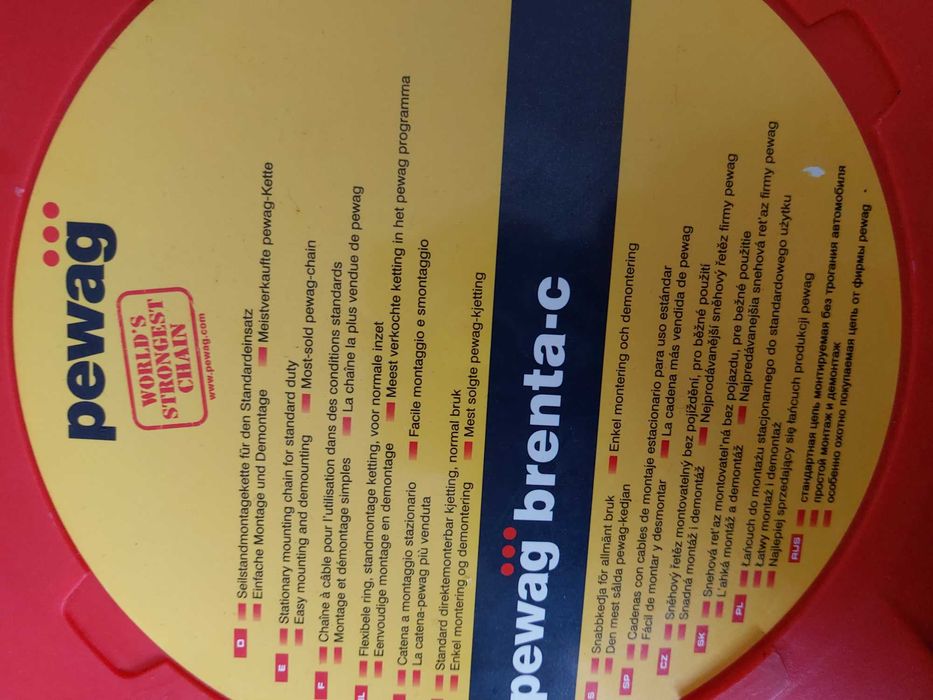 pewag
WORLD'S
STRONGEST
CHAIN
www.pewag.com
D Seilstandmontagekette für den Standardeinsatz
Einfache Montage und Demontage Meistverkaufte pewag-Kette
E Stationary mounting chain for standard duty
Easy mounting and demounting Most-sold pewag-chain
F Chaîne à câble pour l'utilisation dans des conditions standards
Montage et démontage simples La chaîne la plus vendue de pewag
NL Flexibele ring, standmontage ketting, voor normale inzet
Eenvoudige montage en demontage Meest verkochte ketting in het pewag programma
Catena a montaggio stazionario Facile montaggio e smontaggio
La catena-pewag più venduta
Standard direktemonterbar kjetting, normal bruk
Enkel montering og demontering Mest solgte pewag-kjetting
pewag brenta-c
S Snabbkedja för allmänt bruk Enkel montering och demontering
Den mest sålda pewag-kedjan
SP Cadenas con cables de montaje estacionario para uso estándar
Fácil de montar y desmontar La cadena más vendida de pewag
CZ Sněhový řetěz montovatelný bez pojíždění, pro běžné použití
Snadná montáž i demontáž Nejprodávanější sněhový řetěz firmy pewag
SK Snehová reťaz montovateľná bez pojazdu, pre bežné použitie
L'ahká montáž a demontáž Najpredávanejšia snehová reťaz firmy pewag
PL Łańcuch do montażu stacjonarnego do standardowego użytku
Łatwy montaż i demontaż
Najlepiej sprzedający się łańcuch produkcji pewag
RUS стандартная цепь монтируемая без трогания автомобиля
простой монтаж и демонтаж
особенно охотно покупаемая цепь от фирмы pewag